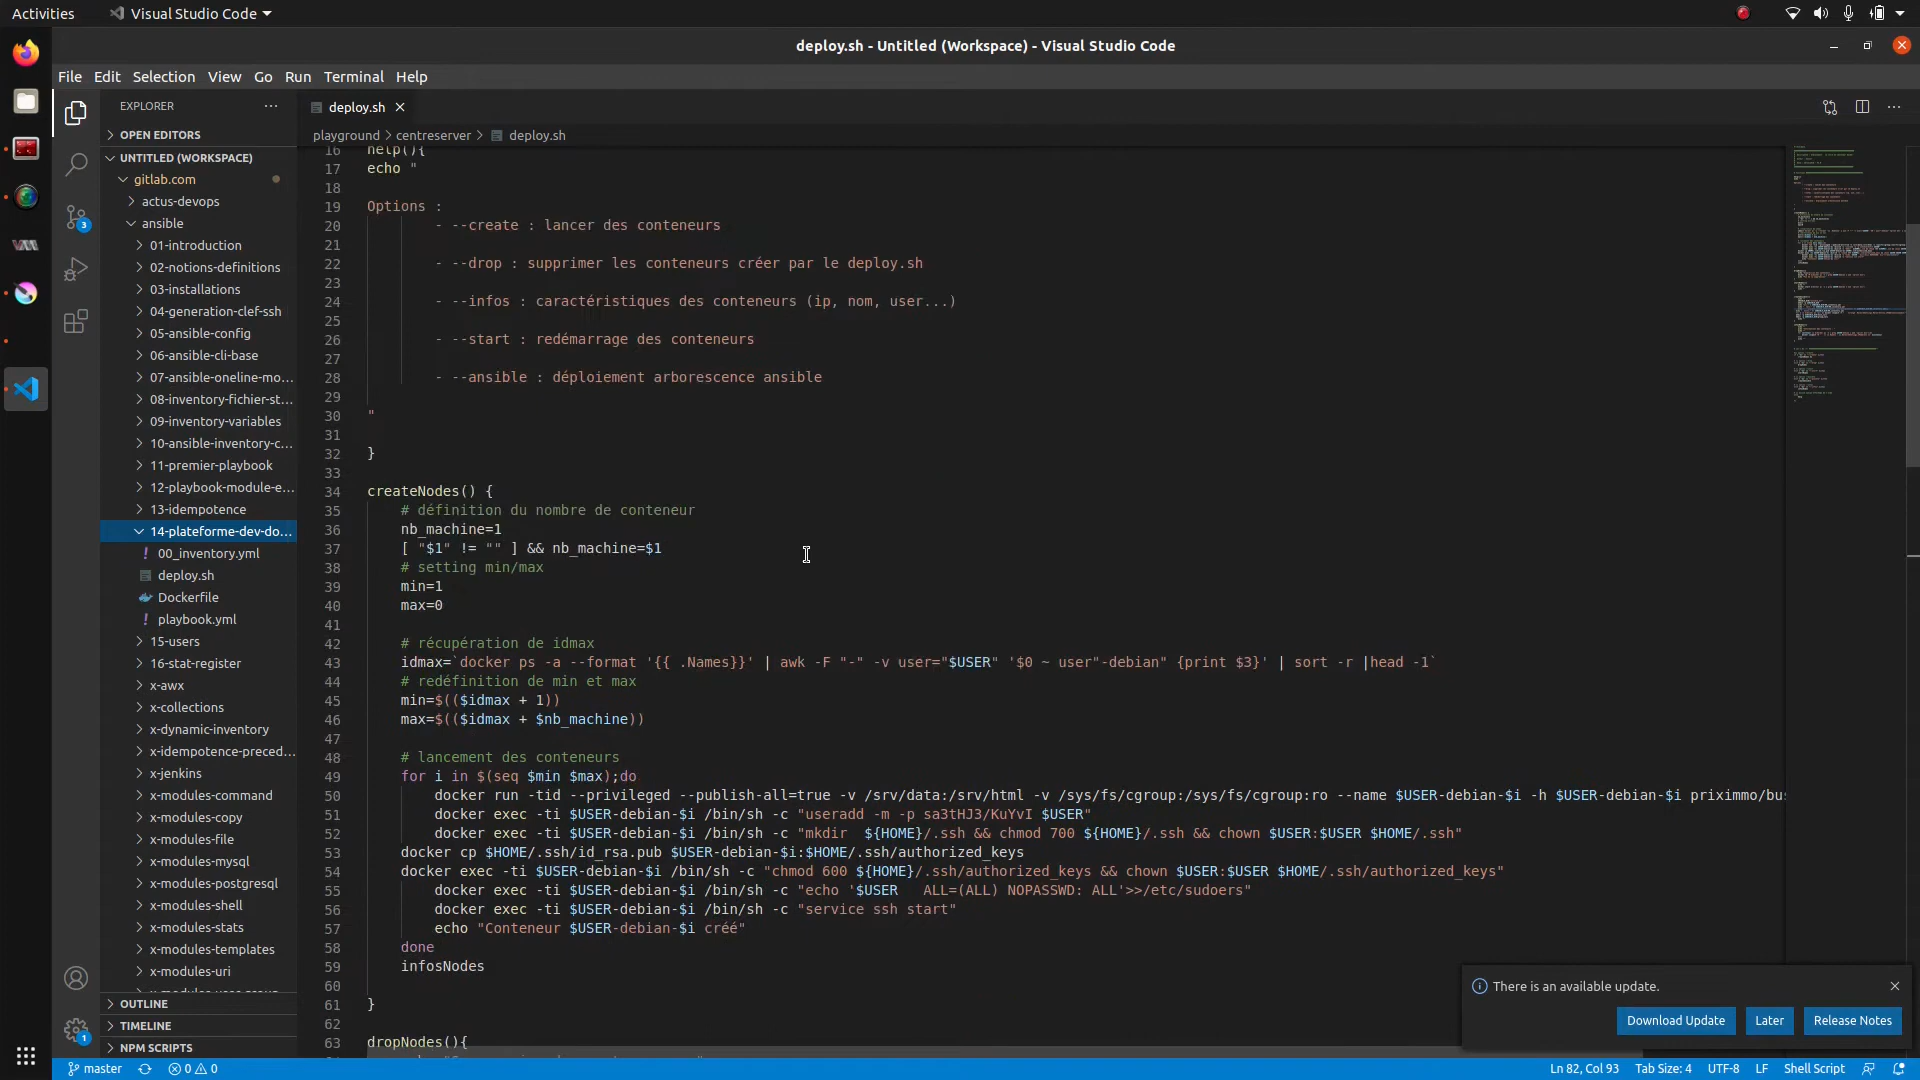 Activities
Visual Studio Code
deploy.sh - Untitled (Workspace) - Visual Studio Code
File Edit Selection View Go Run Terminal Help
EXPLORER
OPEN EDITORS
UNTITLED (WORKSPACE)
gitlab.com
actus-devops
ansible
01-introduction
02-notions-definitions
03-installations
04-generation-clef-ssh
05-ansible-config
06-ansible-cli-base
07-ansible-oneline-mo...
08-inventory-fichier-st...
09-inventory-variables
10-ansible-inventory-c...
11-premier-playbook
12-playbook-module-e...
13-idempotence
14-plateforme-dev-do...
! 00_inventory.yml
deploy.sh
Dockerfile
! playbook.yml
15-users
16-stat-register
x-awx
x-collections
x-dynamic-inventory
x-idempotence-preced...
x-jenkins
x-modules-command
x-modules-copy
x-modules-file
x-modules-mysql
x-modules-postgresql
x-modules-shell
x-modules-stats
x-modules-templates
x-modules-uri
OUTLINE
TIMELINE
NPM SCRIPTS
3
1
deploy.sh
playground > centreserver > deploy.sh
16 help(){
17 echo "
18
19 Options :
20 - --create : lancer des conteneurs
21
22 - --drop : supprimer les conteneurs créer par le deploy.sh
23
24 - --infos : caractéristiques des conteneurs (ip, nom, user...)
25
26 - --start : redémarrage des conteneurs
27
28 - --ansible : déploiement arborescence ansible
29
30 "
31
32 }
33
34 createNodes() {
35 # définition du nombre de conteneur
36 nb_machine=1
37 [ "$1" != "" ] && nb_machine=$1
38 # setting min/max
39 min=1
40 max=0
41
42 # récupération de idmax
43 idmax=`docker ps -a --format '{{ .Names}}' | awk -F "-" -v user="$USER" '$0 ~ user"-debian" {print $3}' | sort -r |head -1`
44 # redéfinition de min et max
45 min=$(($idmax + 1))
46 max=$(($idmax + $nb_machine))
47
48 # lancement des conteneurs
49 for i in $(seq $min $max);do
50 docker run -tid --privileged --publish-all=true -v /srv/data:/srv/html -v /sys/fs/cgroup:/sys/fs/cgroup:ro --name $USER-debian-$i -h $USER-debian-$i priximmo/bus
51 docker exec -ti $USER-debian-$i /bin/sh -c "useradd -m -p sa3tHJ3/KuYvI $USER"
52 docker exec -ti $USER-debian-$i /bin/sh -c "mkdir  ${HOME}/.ssh && chmod 700 ${HOME}/.ssh && chown $USER:$USER $HOME/.ssh"
53 docker cp $HOME/.ssh/id_rsa.pub $USER-debian-$i:$HOME/.ssh/authorized_keys
54 docker exec -ti $USER-debian-$i /bin/sh -c "chmod 600 ${HOME}/.ssh/authorized_keys && chown $USER:$USER $HOME/.ssh/authorized_keys"
55 docker exec -ti $USER-debian-$i /bin/sh -c "echo '$USER   ALL=(ALL) NOPASSWD: ALL'>>/etc/sudoers"
56 docker exec -ti $USER-debian-$i /bin/sh -c "service ssh start"
57 echo "Conteneur $USER-debian-$i créé"
58 done
59 infosNodes
60
61 }
62
63 dropNodes(){
There is an available update.
Download Update Later Release Notes
master 0 0 Ln 82, Col 93 Tab Size: 4 UTF-8 LF Shell Script